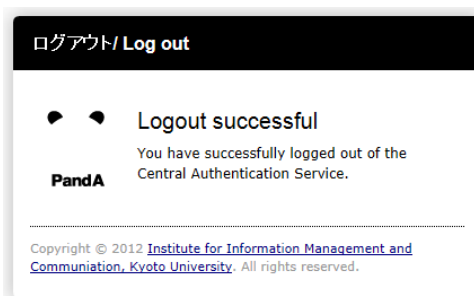 ログアウト/ Log out
Logout successful
You have successfully logged out of the
Central Authentication Service.
PandA
Copyright © 2012 Institute for Information Management and
Communiation, Kyoto University. All rights reserved.